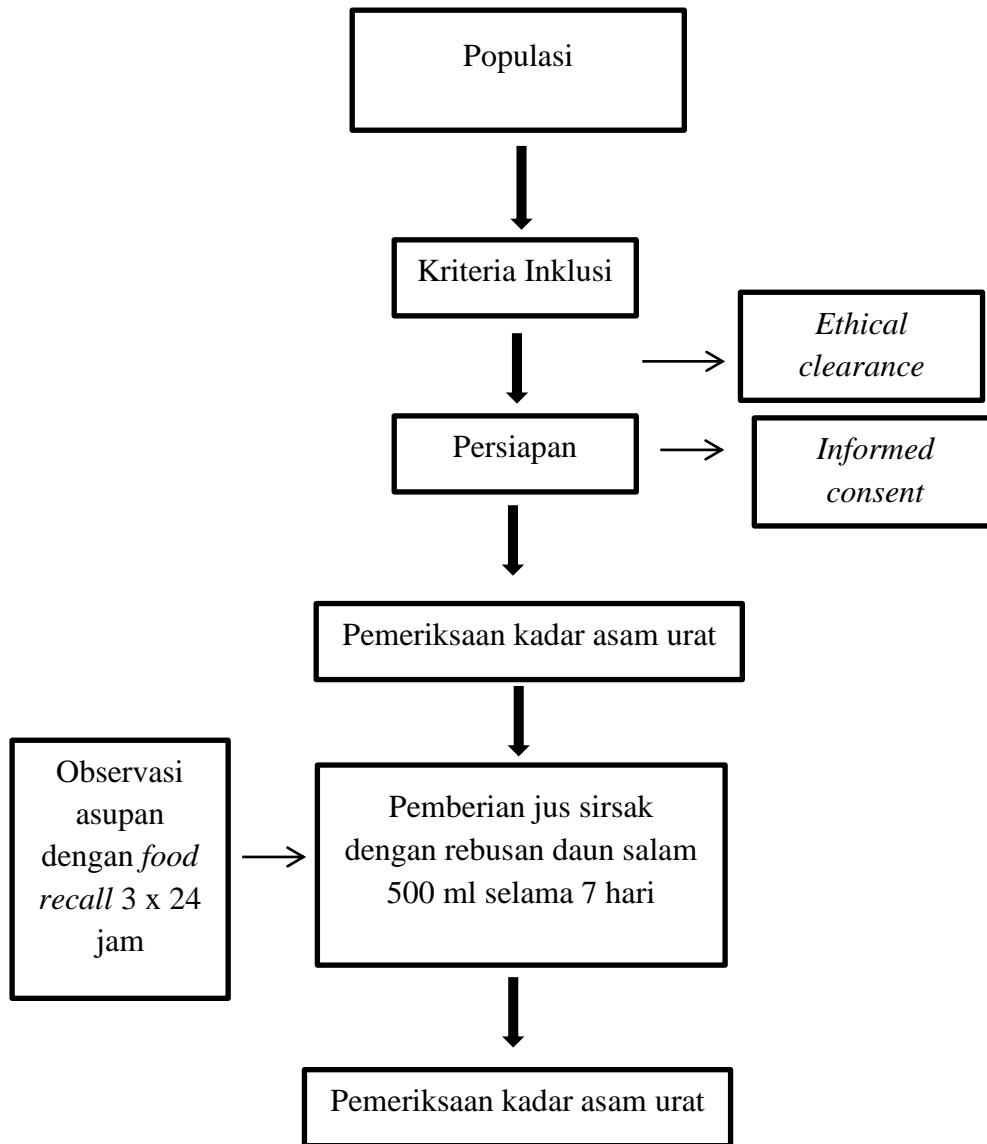 Populasi
Kriteria Inklusi
Ethical
clearance
Persiapan
Informed
consent
Pemeriksaan kadar asam urat
Observasi
asupan
dengan food
recall 3 x 24
jam
Pemberian jus sirsak
dengan rebusan daun salam
500 ml selama 7 hari
Pemeriksaan kadar asam urat